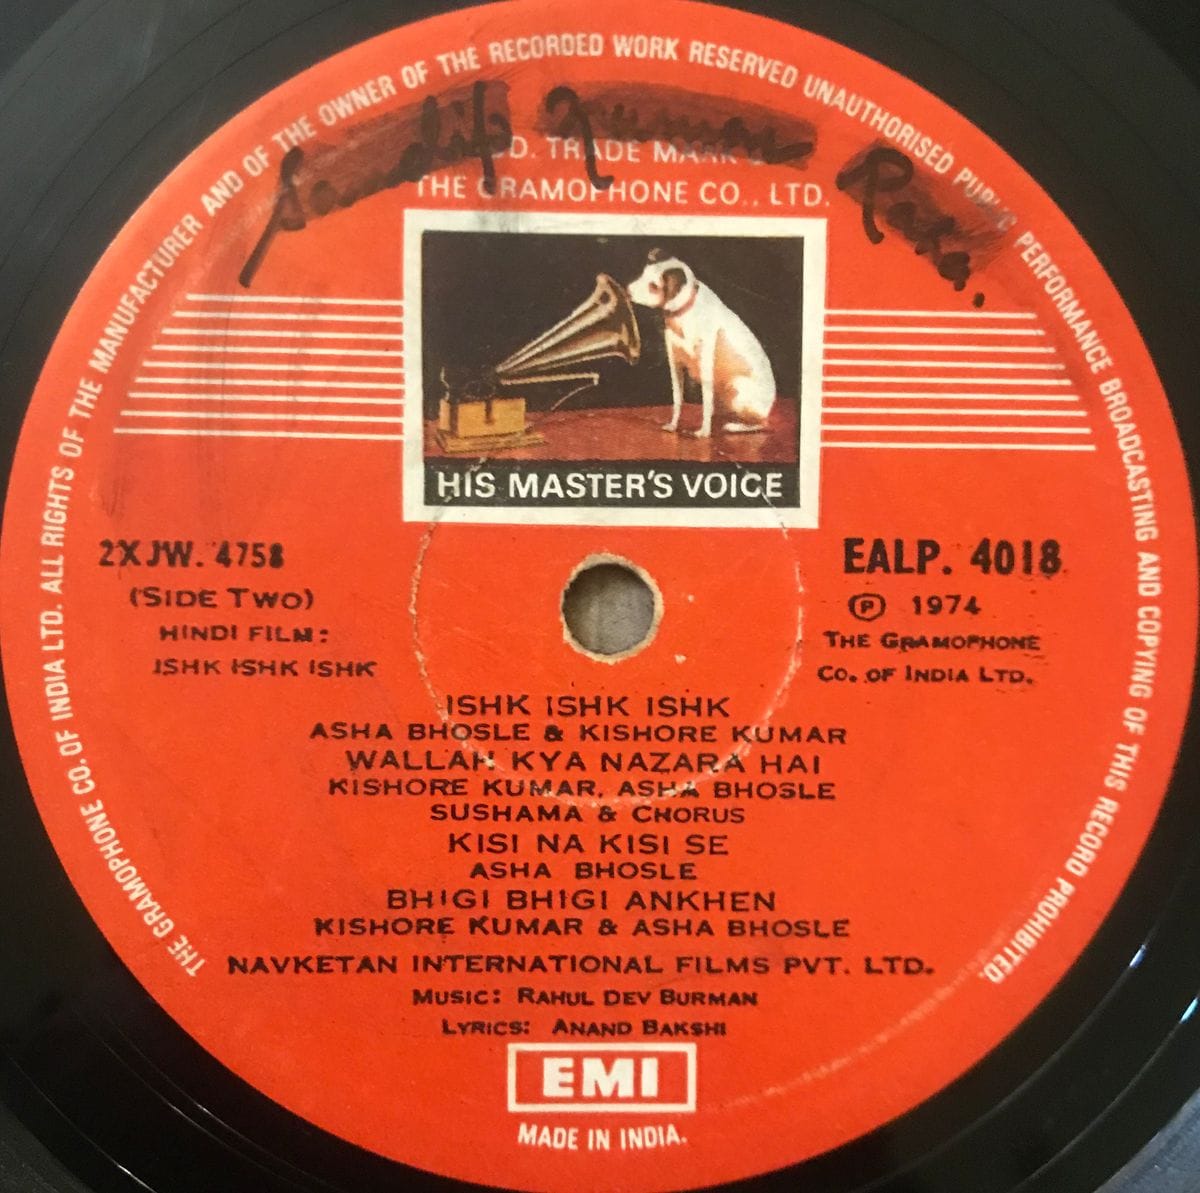 THE GRAMOPHONE CO. OF INDIA LTD. ALL RIGHTS OF THE MANUFACTURER AND OF THE OWNER OF THE RECORDED WORK RESERVED UNAUTHORISED PUBLIC PERFORMANCE BROADCASTING AND COPYING OF THIS RECORD PROHIBITED.
Sandip Kumar
TRADE MARK
THE GRAMOPHONE CO., LTD.
HIS MASTER'S VOICE
2XJW. 4758
(SIDE TWO)
HINDI FILM:
ISHK ISHK ISHK
EALP. 4018
Ⓟ 1974
THE GRAMOPHONE
CO. OF INDIA LTD.
ISHK ISHK ISHK
ASHA BHOSLE & KISHORE KUMAR
WALLAH KYA NAZARA HAI
KISHORE KUMAR, ASHA BHOSLE
SUSHAMA & CHORUS
KISI NA KISI SE
ASHA BHOSLE
BHIGI BHIGI ANKHEN
KISHORE KUMAR & ASHA BHOSLE
NAVKETAN INTERNATIONAL FILMS PVT. LTD.
MUSIC: RAHUL DEV BURMAN
LYRICS: ANAND BAKSHI
EMI
MADE IN INDIA.